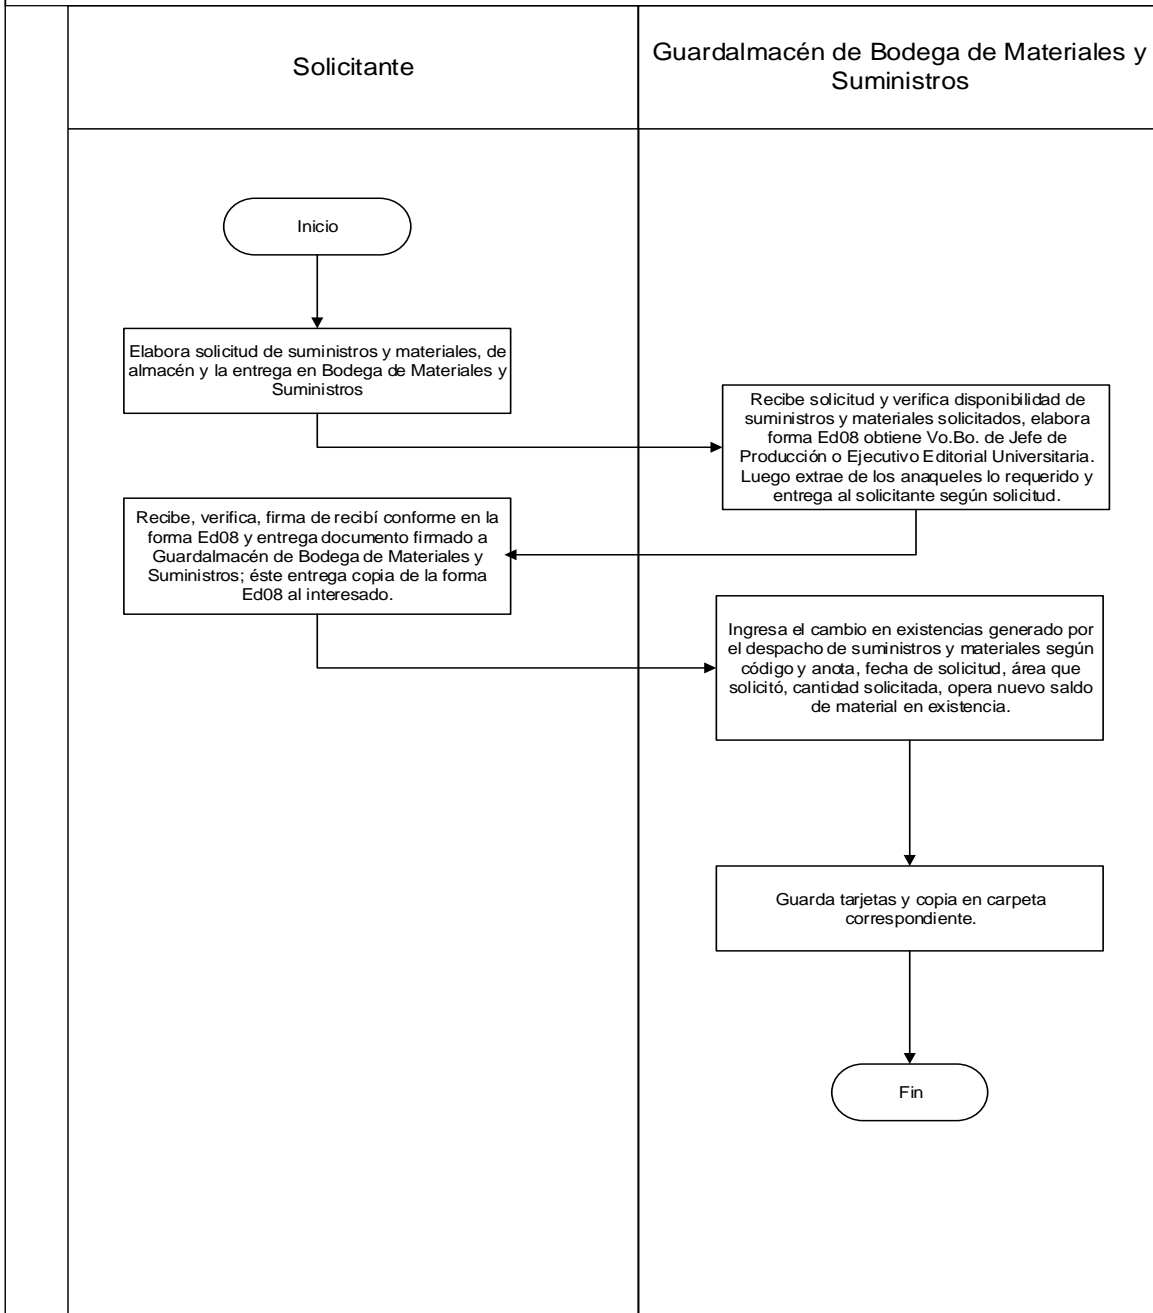 Solicitante
Guardalmacén de Bodega de Materiales y
Suministros
Inicio
Elabora solicitud de suministros y materiales, de
almacén y la entrega en Bodega de Materiales y
Suministros
Recibe solicitud y verifica disponibilidad de
suministros y materiales solicitados, elabora
forma Ed08 obtiene Vo.Bo. de Jefe de
Producción o Ejecutivo Editorial Universitaria.
Luego extrae de los anaqueles lo requerido y
entrega al solicitante según solicitud.
Recibe, verifica, firma de recibí conforme en la
forma Ed08 y entrega documento firmado a
Guardalmacén de Bodega de Materiales y
Suministros; éste entrega copia de la forma
Ed08 al interesado.
Ingresa el cambio en existencias generado por
el despacho de suministros y materiales según
código y anota, fecha de solicitud, área que
solicitó, cantidad solicitada, opera nuevo saldo
de material en existencia.
Guarda tarjetas y copia en carpeta
correspondiente.
Fin